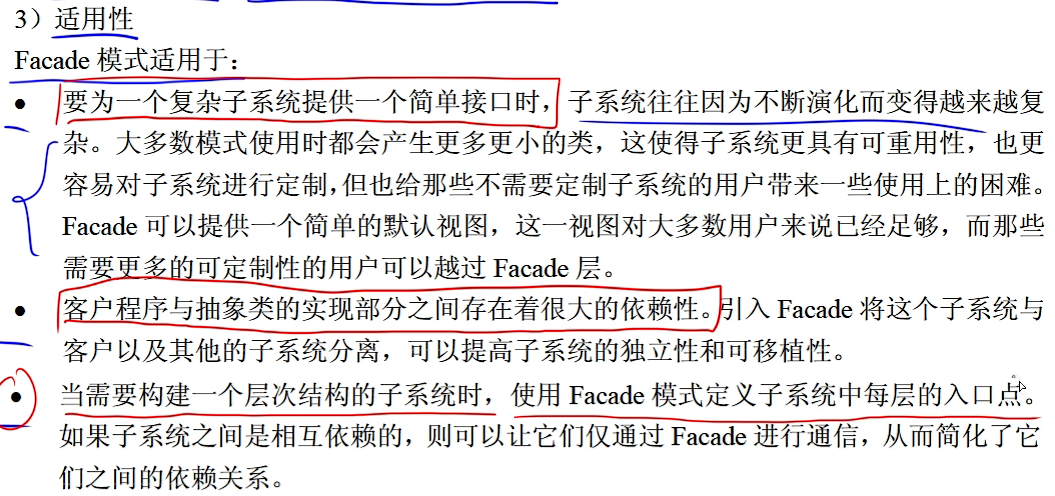 3）适用性
Facade 模式适用于：
● 要为一个复杂子系统提供一个简单接口时，子系统往往因为不断演化而变得越来越复
杂。大多数模式使用时都会产生更多更小的类，这使得子系统更具有可重用性，也更
容易对子系统进行定制，但也给那些不需要定制子系统的用户带来一些使用上的困难。
Facade 可以提供一个简单的默认视图，这一视图对大多数用户来说已经足够，而那些
需要更多的可定制性的用户可以越过 Facade 层。
● 客户程序与抽象类的实现部分之间存在着很大的依赖性。引入 Facade 将这个子系统与
客户以及其他的子系统分离，可以提高子系统的独立性和可移植性。
● 当需要构建一个层次结构的子系统时，使用 Facade 模式定义子系统中每层的入口点。
如果子系统之间是相互依赖的，则可以让它们仅通过 Facade 进行通信，从而简化了它
们之间的依赖关系。